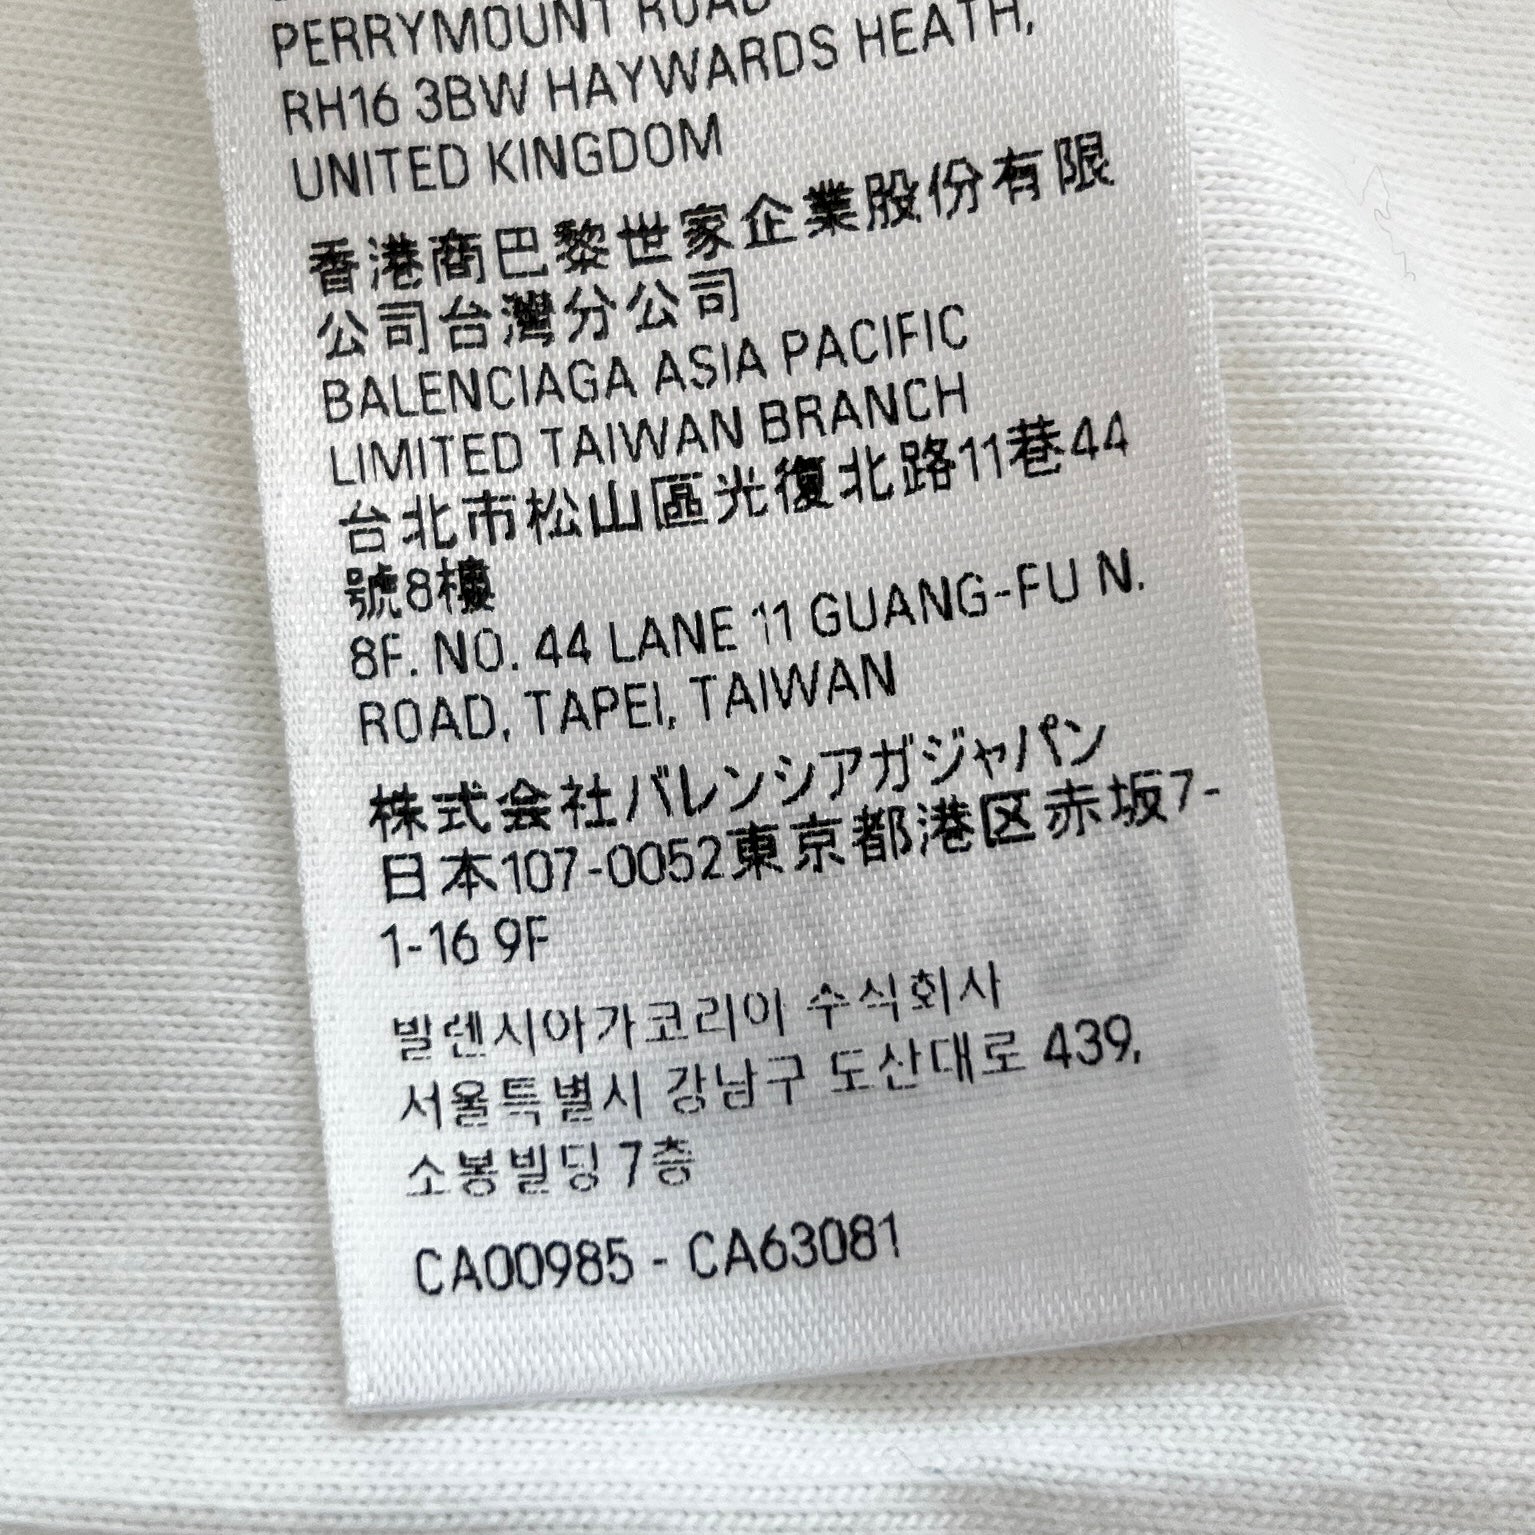 PERRYMOUNT ROAD
RH16 3BW HAYWARDS HEATH,
UNITED KINGDOM
香港商巴黎世家企業股份有限
公司台灣分公司
BALENCIAGA ASIA PACIFIC
LIMITED TAIWAN BRANCH
台北市松山區光復北路11巷44
號8樓
8F. NO. 44 LANE 11 GUANG-FU N.
ROAD, TAPEI, TAIWAN
株式会社バレンシアガジャパン
日本107-0052東京都港区赤坂7-
1-16 9F
발렌시아가코리아 수식회사
서울특별시 강남구 도산대로 439,
소봉빌딩 7층
CA00985 - CA63081